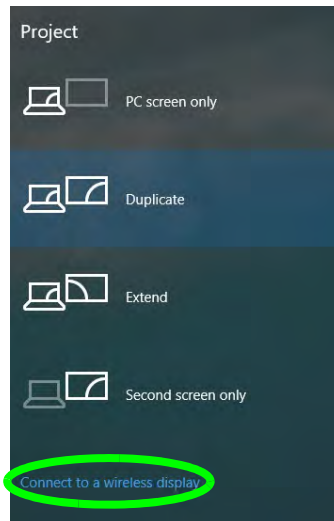 Project
PC screen only
Duplicate
Extend
Second screen only
Connect to a wireless display